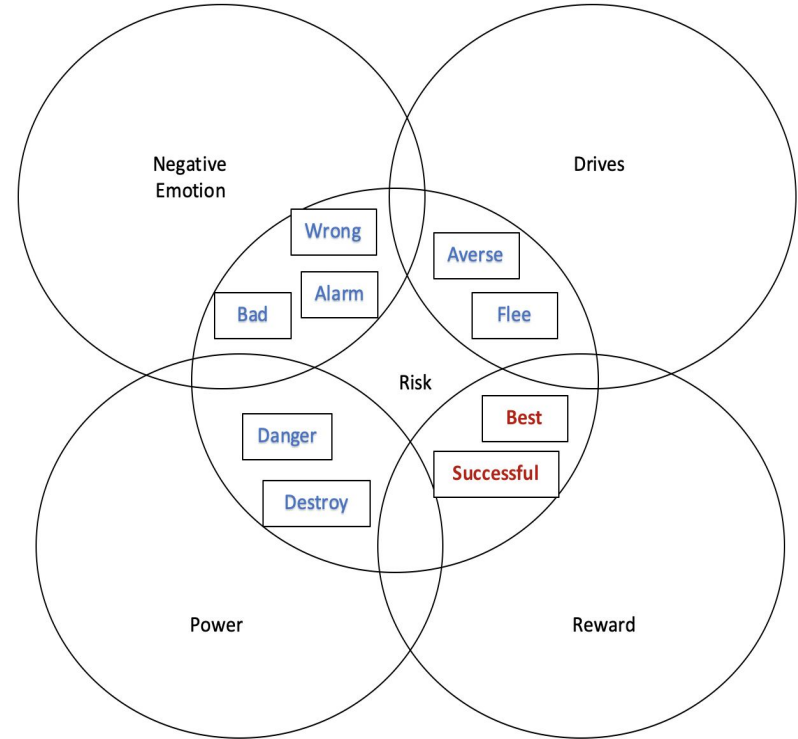 Negative
Emotion
Drives
Wrong
Averse
Alarm
Bad
Flee
Risk
Best
Danger
Successful
Destroy
Power
Reward